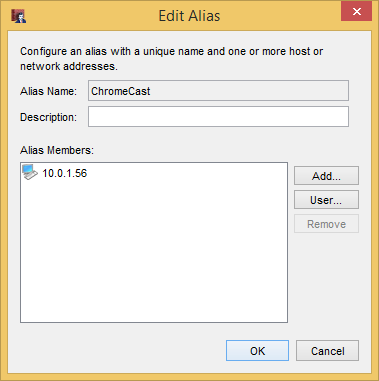 Edit Alias
Configure an alias with a unique name and one or more host or
network addresses.
Alias Name: ChromeCast
Description:
Alias Members:
10.0.1.56
Add...
User...
Remove
OK Cancel